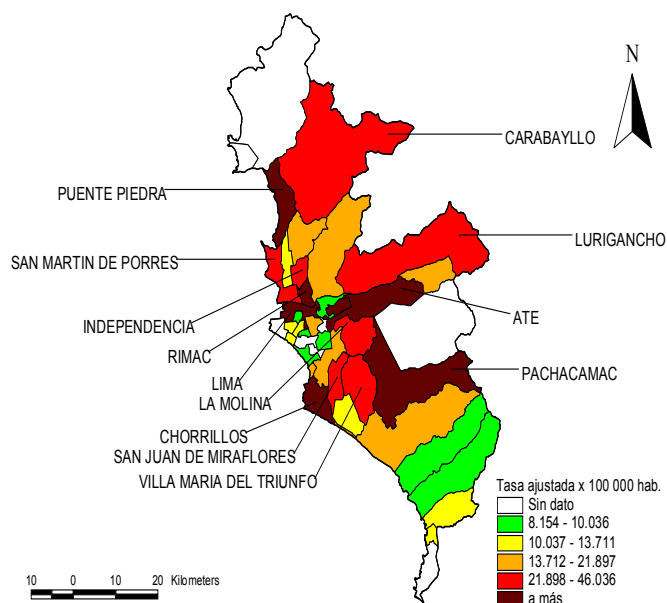 N
CARABAYLLO
PUENTE PIEDRA
LURIGANCHO
SAN MARTIN DE PORRES
ATE
INDEPENDENCIA
RIMAC
PACHACAMAC
LIMA
LA MOLINA
CHORRILLOS
SAN JUAN DE MIRAFLORES
VILLA MARIA DEL TRIUNFO
Tasa ajustada x 100 000 hab.
Sin dato
8.154 - 10.036
10.037 - 13.711
13.712 - 21.897
21.898 - 46.036
a más
10 0 10 20 Kilometers